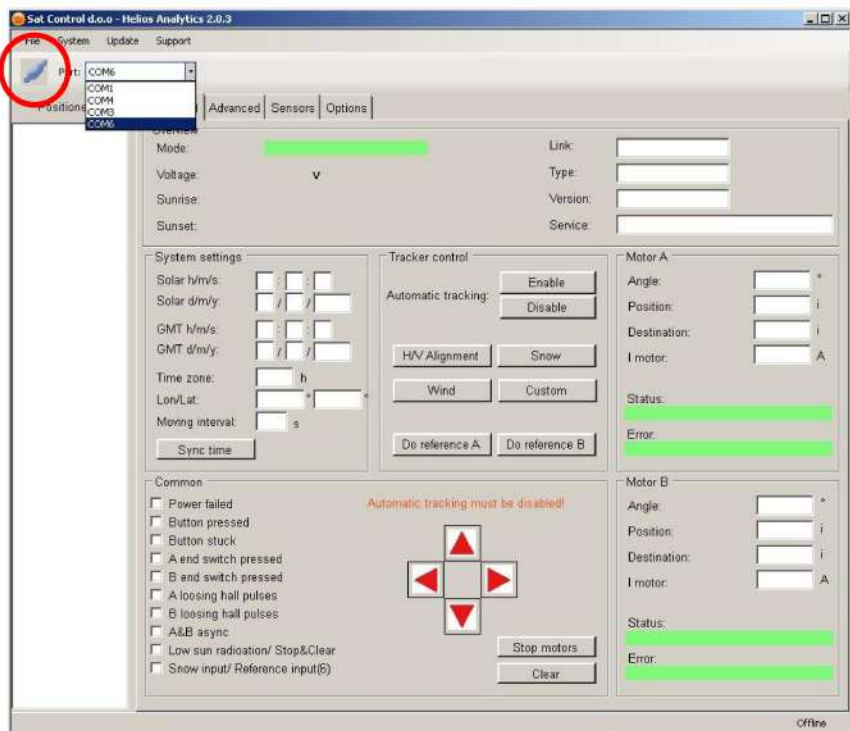 Sat Control d.o.o - Helios Analytics 2.0.3
File System Update Support
Port: COM6
COM1
COM4
COM3
COM6
Positione Advanced Sensors Options
Overview
Mode: Link:
Voltage: v Type:
Sunrise: Version:
Sunset: Service:
System settings Tracker control Motor A
Solar h/m/s: : : Enable Angle: °
Solar d/m/y: / / Automatic tracking: Disable Position: i
GMT h/m/s: : : Destination: i
GMT d/m/y: / / H/V Alignment Snow I motor: A
Time zone: h Wind Custom Status:
Lon/Lat: ° °
Moving interval: s Error:
Sync time Do reference A Do reference B
Common Motor B
Power failed Automatic tracking must be disabled! Angle: °
Button pressed Position: i
Button stuck
A end switch pressed Destination: i
B end switch pressed I motor: A
A loosing hall pulses
B loosing hall pulses Status:
A&B async
Low sun radioation/ Stop&Clear Stop motors Error:
Snow input/ Reference input(6) Clear
Offline